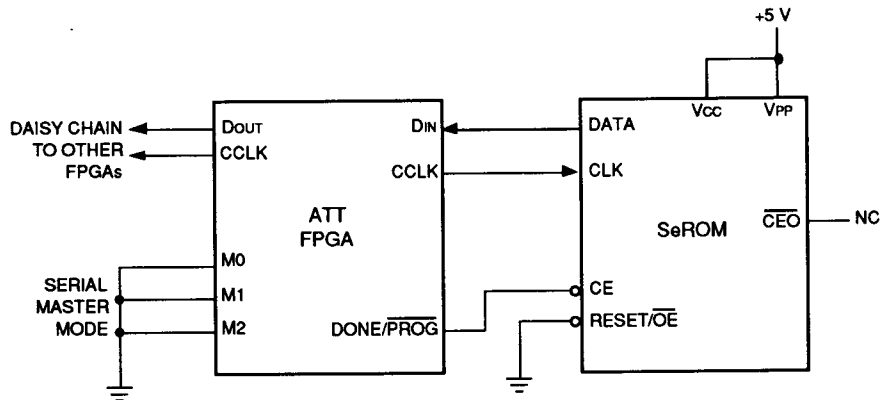 +5 V
DAISY CHAIN
TO OTHER
FPGAs
DOUT
CCLK
DIN
CCLK
ATT
FPGA
M0
M1
M2
SERIAL
MASTER
MODE
DONE/PROG
VCC
VPP
DATA
CLK
SeROM
CEO
NC
CE
RESET/OE